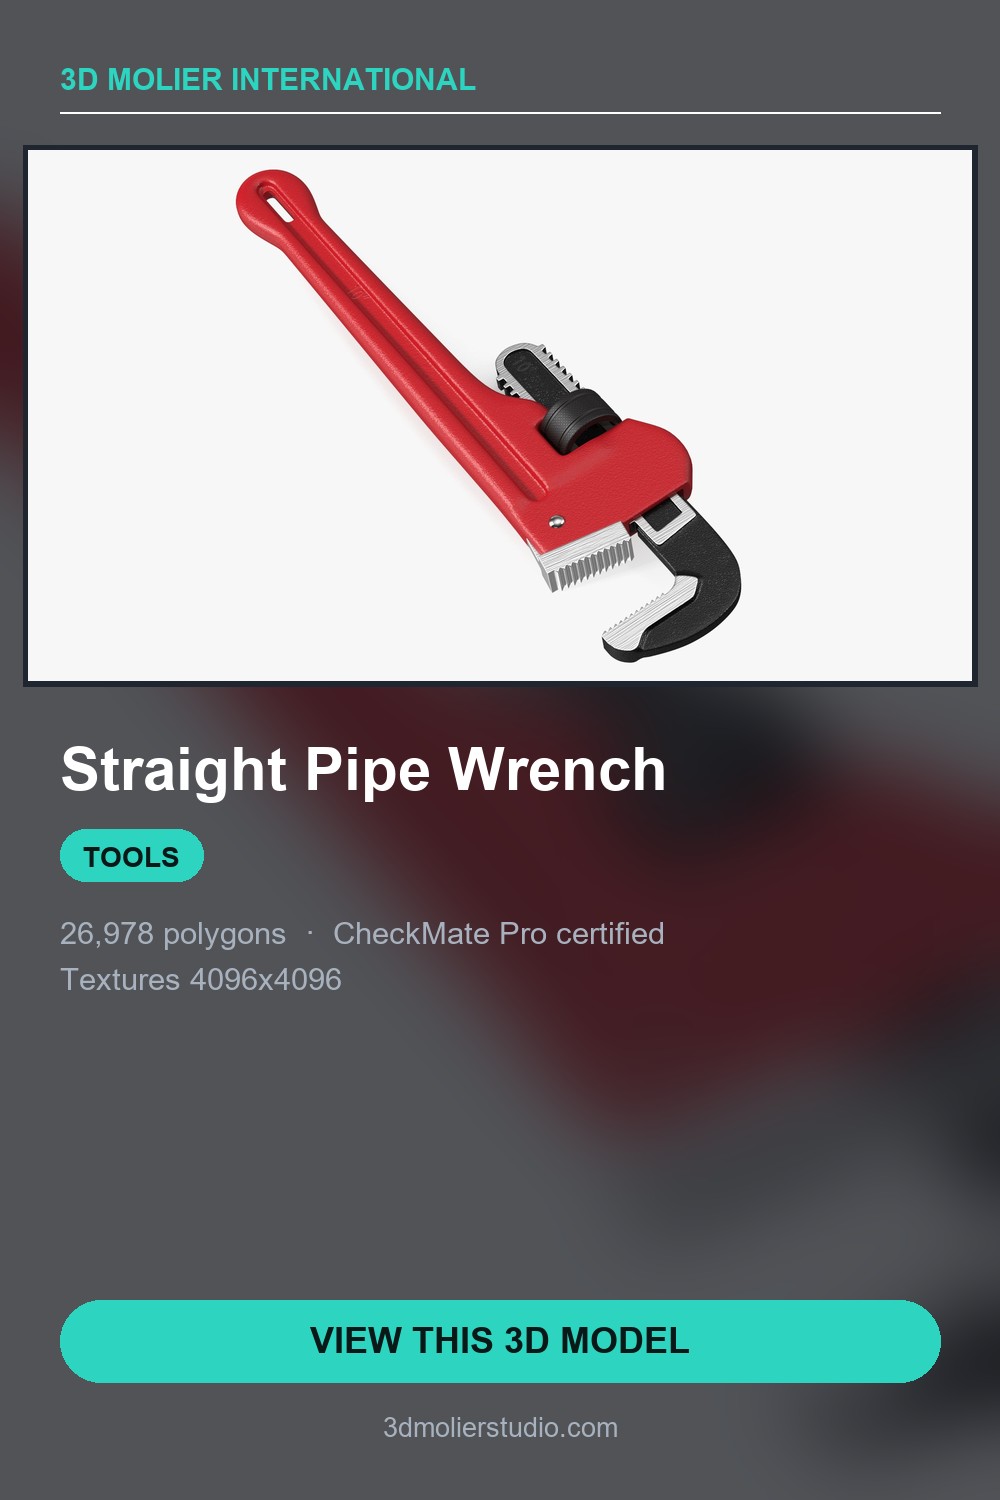 3D MOLIER INTERNATIONAL
Straight Pipe Wrench
TOOLS
26,978 polygons · CheckMate Pro certified
Textures 4096x4096
VIEW THIS 3D MODEL
3dmolierstudio.com